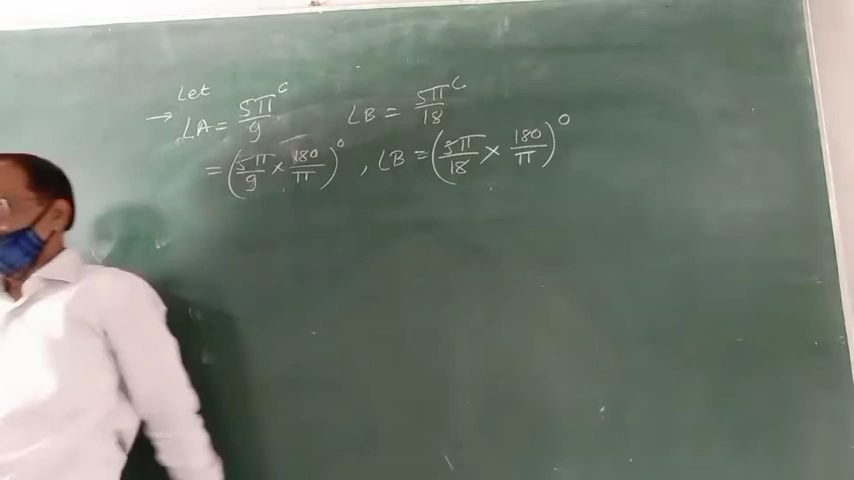 Let
→ ∠A = 5π/9 ᶜ ∠B = 5π/18 ᶜ
= (5π/9 × 180/π)° , ∠B = (5π/18 × 180/π)°